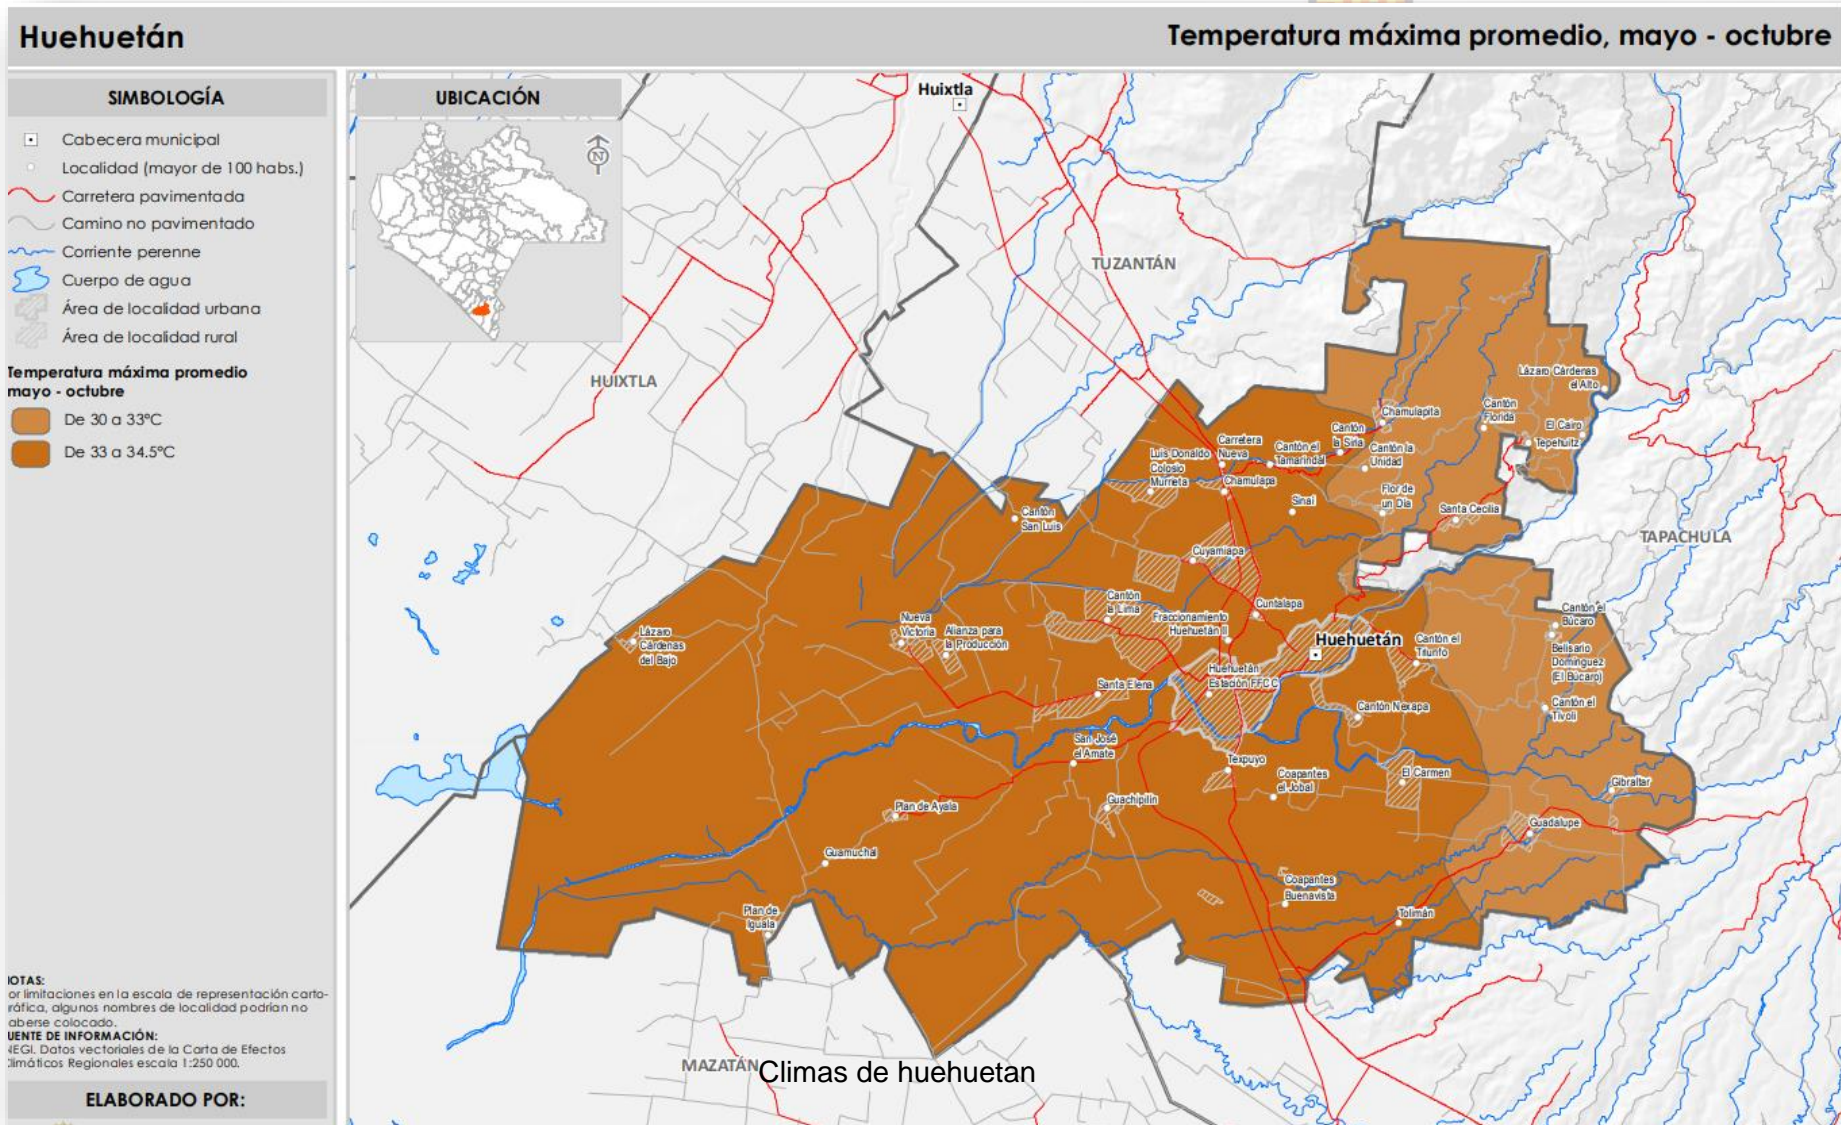 Huehuetán
Temperatura máxima promedio, mayo - octubre
SIMBOLOGÍA
Cabecera municipal
Localidad (mayor de 100 habs.)
Carretera pavimentada
Camino no pavimentado
Corriente perenne
Cuerpo de agua
Área de localidad urbana
Área de localidad rural
Temperatura máxima promedio
mayo - octubre
De 30 a 33°C
De 33 a 34.5°C
OTAS:
or limitaciones en la escala de representación carto-
ráfica, algunos nombres de localidad podrían no
aberse colocado.
UENTE DE INFORMACIÓN:
NEGI. Datos vectoriales de la Carta de Efectos
Climáticos Regionales escala 1:250 000.
ELABORADO POR:
UBICACIÓN
N
Huixtla
TUZANTÁN
HUIXTLA
TAPACHULA
MAZATÁN
Lázaro Cárdenas
el Alto
Cantón
Florida
El Cairo
Tepehuitz
Chamulapita
Cantón
la Siria
Cantón la
Unidad
Carretera
Nueva
Cantón el
Tamarindal
Luis Donaldo
Colosio
Murrieta
Chamulapa
Sinaí
Flor de
un Día
Santa Cecilia
Cantón
San Luis
Cuyamiapa
Cantón
la Lima
Cuntalapa
Fraccionamiento
Huehuetán II
Huehuetán
Cantón el
Triunfo
Cantón el
Búcaro
Belisario
Domínguez
(El Búcaro)
Cantón el
Tívoli
Lázaro
Cárdenas
del Bajo
Nueva
Victoria
Alianza para
la Producción
Huehuetán
Estación FFCC
Santa Elena
Cantón Nexapa
San José
el Amate
Texpuyo
Coapantes
el Jobal
El Carmen
Gibraltar
Plan de Ayala
Guachipilín
Guadalupe
Guamuchal
Coapantes
Buenavista
Plan de
Iguala
Tolimán
Climas de huehuetan